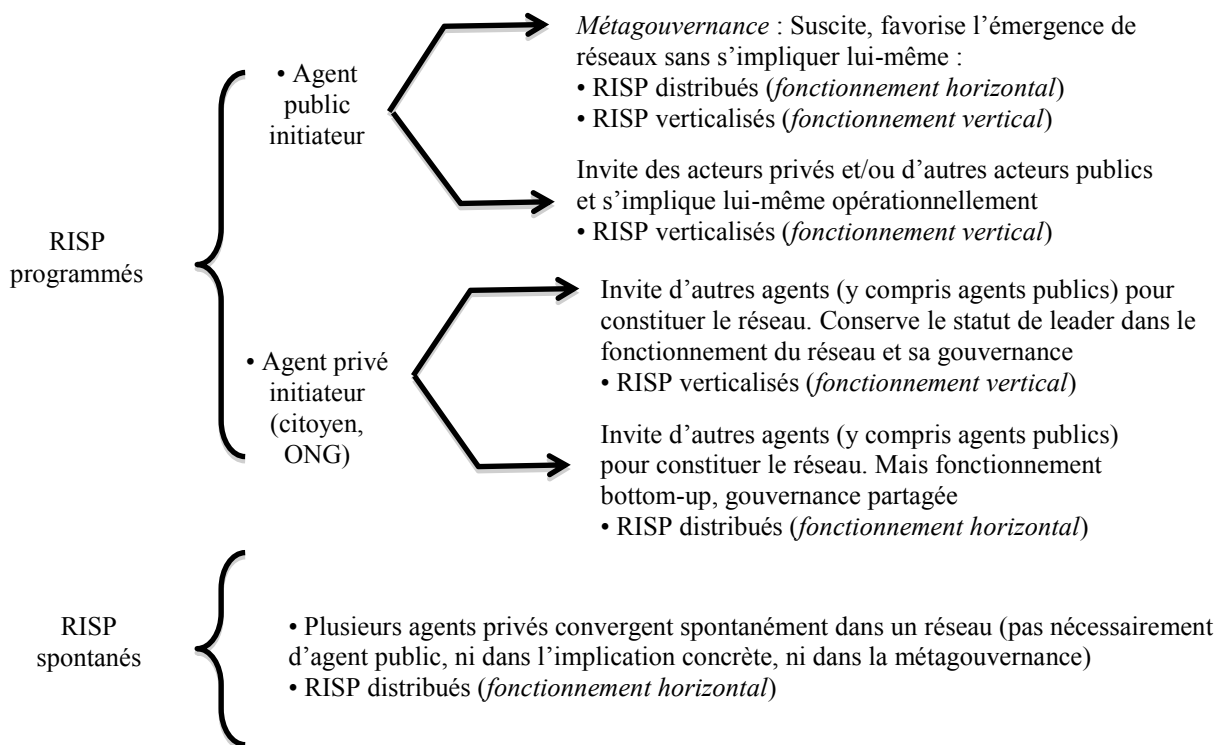 RISP
programmés
• Agent
public
initiateur
Métagouvernance : Suscite, favorise l’émergence de
réseaux sans s’impliquer lui-même :
• RISP distribués (fonctionnement horizontal)
• RISP verticalisés (fonctionnement vertical)
Invite des acteurs privés et/ou d’autres acteurs publics
et s’implique lui-même opérationnellement
• RISP verticalisés (fonctionnement vertical)
• Agent privé
initiateur
(citoyen,
ONG)
Invite d’autres agents (y compris agents publics) pour
constituer le réseau. Conserve le statut de leader dans le
fonctionnement du réseau et sa gouvernance
• RISP verticalisés (fonctionnement vertical)
Invite d’autres agents (y compris agents publics)
pour constituer le réseau. Mais fonctionnement
bottom-up, gouvernance partagée
• RISP distribués (fonctionnement horizontal)
RISP
spontanés
• Plusieurs agents privés convergent spontanément dans un réseau (pas nécessairement
d’agent public, ni dans l’implication concrète, ni dans la métagouvernance)
• RISP distribués (fonctionnement horizontal)